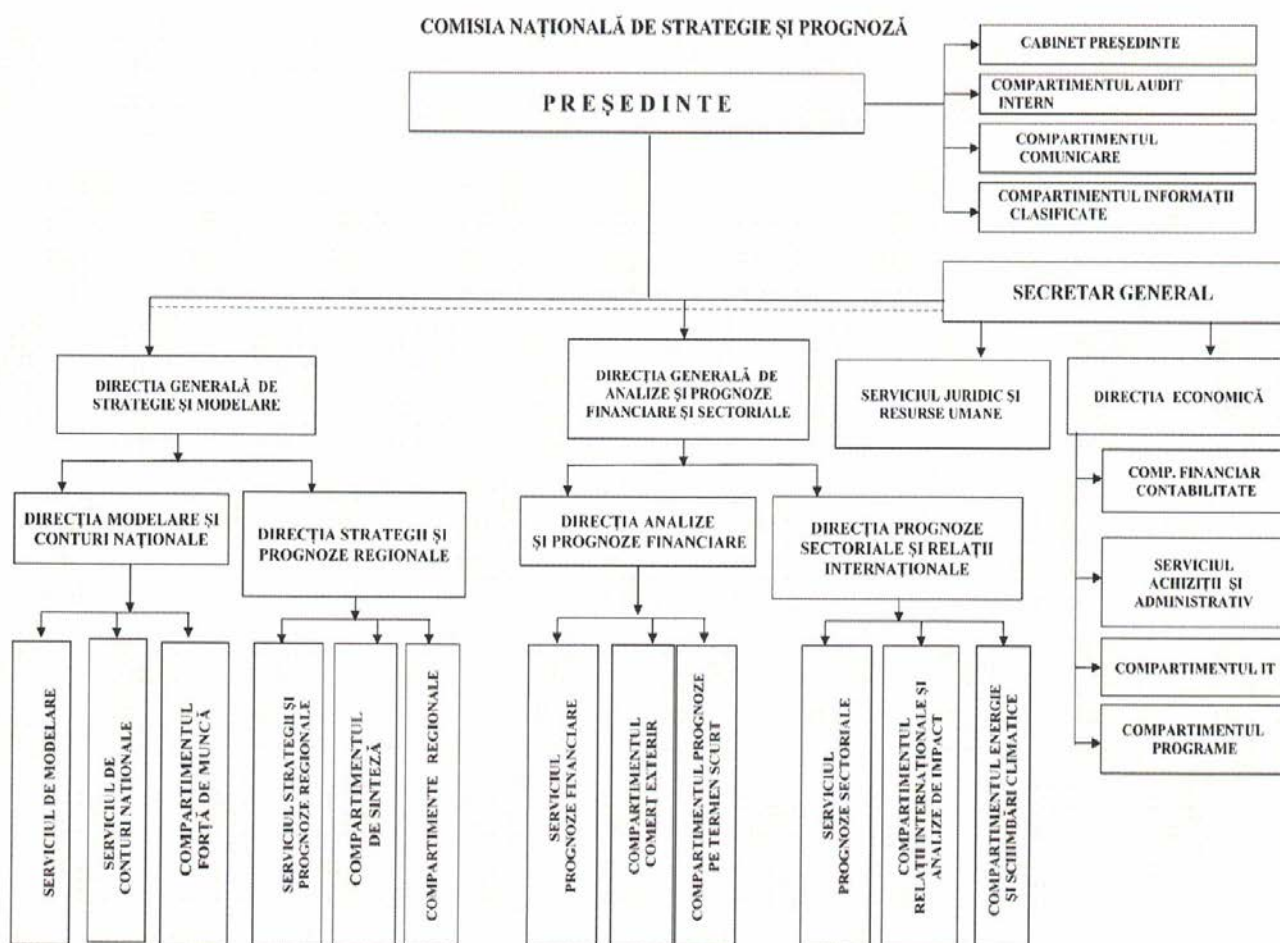 COMISIA NAȚIONALĂ DE STRATEGIE ȘI PROGNOZĂ
PREȘEDINTE
CABINET PREȘEDINTE
COMPARTIMENTUL AUDIT
INTERN
COMPARTIMENTUL
COMUNICARE
COMPARTIMENTUL INFORMAȚII
CLASIFICATE
SECRETAR GENERAL
DIRECȚIA GENERALĂ DE
STRATEGIE ȘI MODELARE
DIRECȚIA GENERALĂ DE
ANALIZE ȘI PROGNOZE
FINANCIARE ȘI SECTORIALE
SERVICIUL JURIDIC ȘI
RESURSE UMANE
DIRECȚIA ECONOMICĂ
COMP. FINANCIAR
CONTABILITATE
SERVICIUL
ACHIZIȚII ȘI
ADMINISTRATIV
COMPARTIMENTUL IT
COMPARTIMENTUL
PROGRAME
DIRECȚIA MODELARE ȘI
CONTURI NAȚIONALE
DIRECȚIA STRATEGII ȘI
PROGNOZE REGIONALE
DIRECȚIA ANALIZE
ȘI PROGNOZE FINANCIARE
DIRECȚIA PROGNOZE
SECTORIALE ȘI RELAȚII
INTERNAȚIONALE
SERVICIUL DE MODELARE
SERVICIUL DE
CONTURI NAȚIONALE
COMPARTIMENTUL
FORȚĂ DE MUNCĂ
SERVICIUL STRATEGII ȘI
PROGNOZE REGIONALE
COMPARTIMENTUL
DE SINTEZĂ
COMPARTIMENTE REGIONALE
SERVICIUL
PROGNOZE FINANCIARE
COMPARTIMENTUL
COMERT EXTERIR
COMPARTIMENTUL PROGNOZE
PE TERMEN SCURT
SERVICIUL
PROGNOZE SECTORIALE
COMPARTIMENTUL
RELAȚII INTERNAȚIONALE ȘI
ANALIZE DE IMPACT
COMPARTIMENTUL ENERGIE
ȘI SCHIMBĂRI CLIMATICE